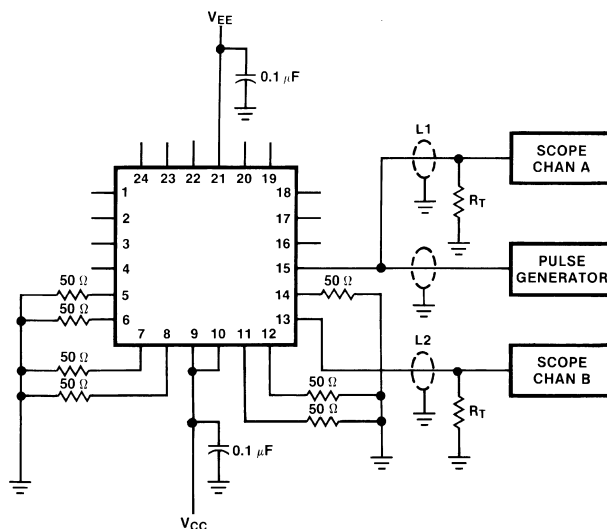 VEE
0.1 μF
L1
SCOPE
CHAN A
RT
24 23 22 21 20 19
1
2
3
4
5
6
18
17
16
15
14
13
7 8 9 10 11 12
PULSE
GENERATOR
50 Ω
50 Ω
50 Ω
50 Ω
50 Ω
50 Ω
50 Ω
L2
SCOPE
CHAN B
RT
0.1 μF
VCC